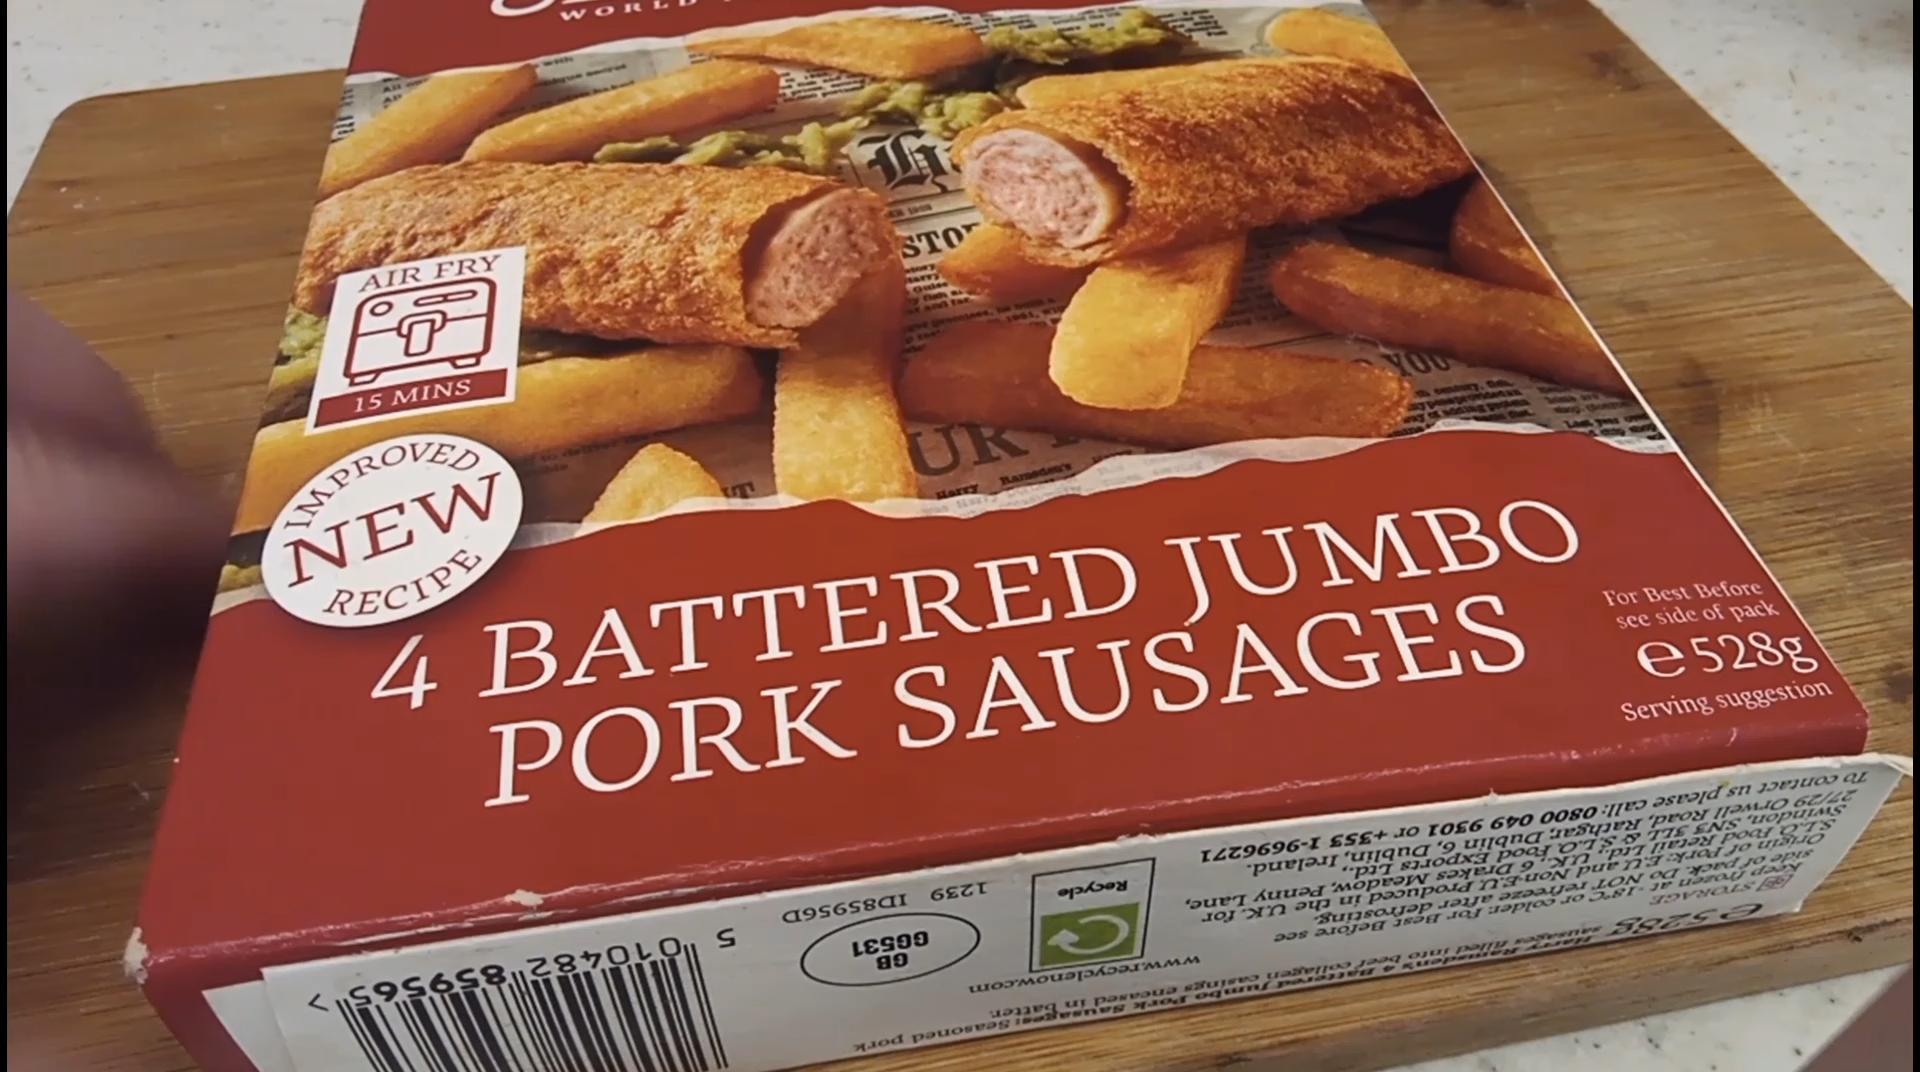 WORLD
AIR FRY
15 MINS
IMPROVED
NEW
RECIPE
4 BATTERED JUMBO
PORK SAUSAGES
For Best Before
see side of pack
℮528g
Serving suggestion
℮528g
STORAGE:
Keep frozen at -18°C or colder. For Best Before see
side of pack. Do NOT refreeze after defrosting.
Origin of Pork: E.U and Non-E.U Produced in the U.K. for
S.L.O. Food Retail Ltd., U.K., 6 Drakes Meadow, Penny Lane,
Swindon, SN3 3LL & S.L.O. Food Exports Ltd.,
27/29 Orwell Road, Rathgar, Dublin 6, Dublin, Ireland.
To contact us please call: 0800 049 9301 or +353 1-9696271
Harry Ramsden's 4 Battered Jumbo Pork Sausages: Seasoned pork
sausages filled into beef collagen casings encased in batter.
www.recyclenow.com
Recycle
GB
GG531
1239 ID85956D
5 010482 859565 >